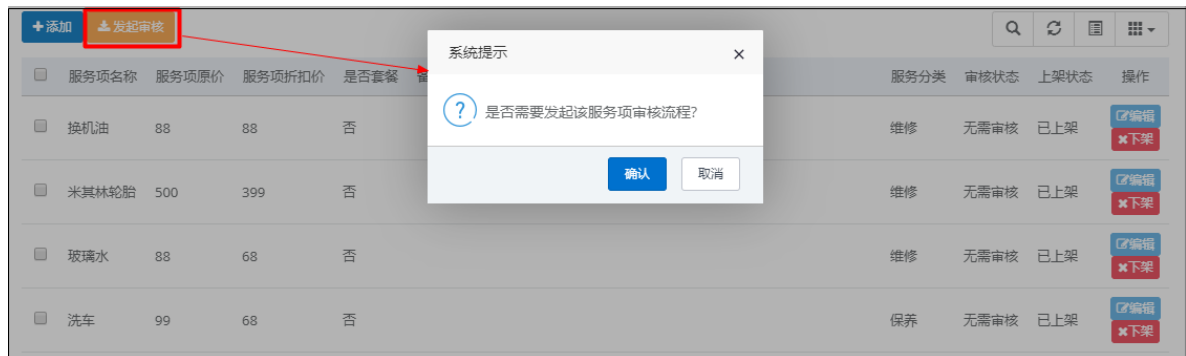 添加 发起审核
系统提示 ×
服务项名称 服务项原价 服务项折扣价 是否套餐 服务分类 审核状态 上架状态 操作
? 是否需要发起该服务项审核流程?
确认 取消
换机油 88 88 否 维修 无需审核 已上架 编辑
下架
米其林轮胎 500 399 否 维修 无需审核 已上架 编辑
下架
玻璃水 88 68 否 维修 无需审核 已上架 编辑
下架
洗车 99 68 否 保养 无需审核 已上架 编辑
下架